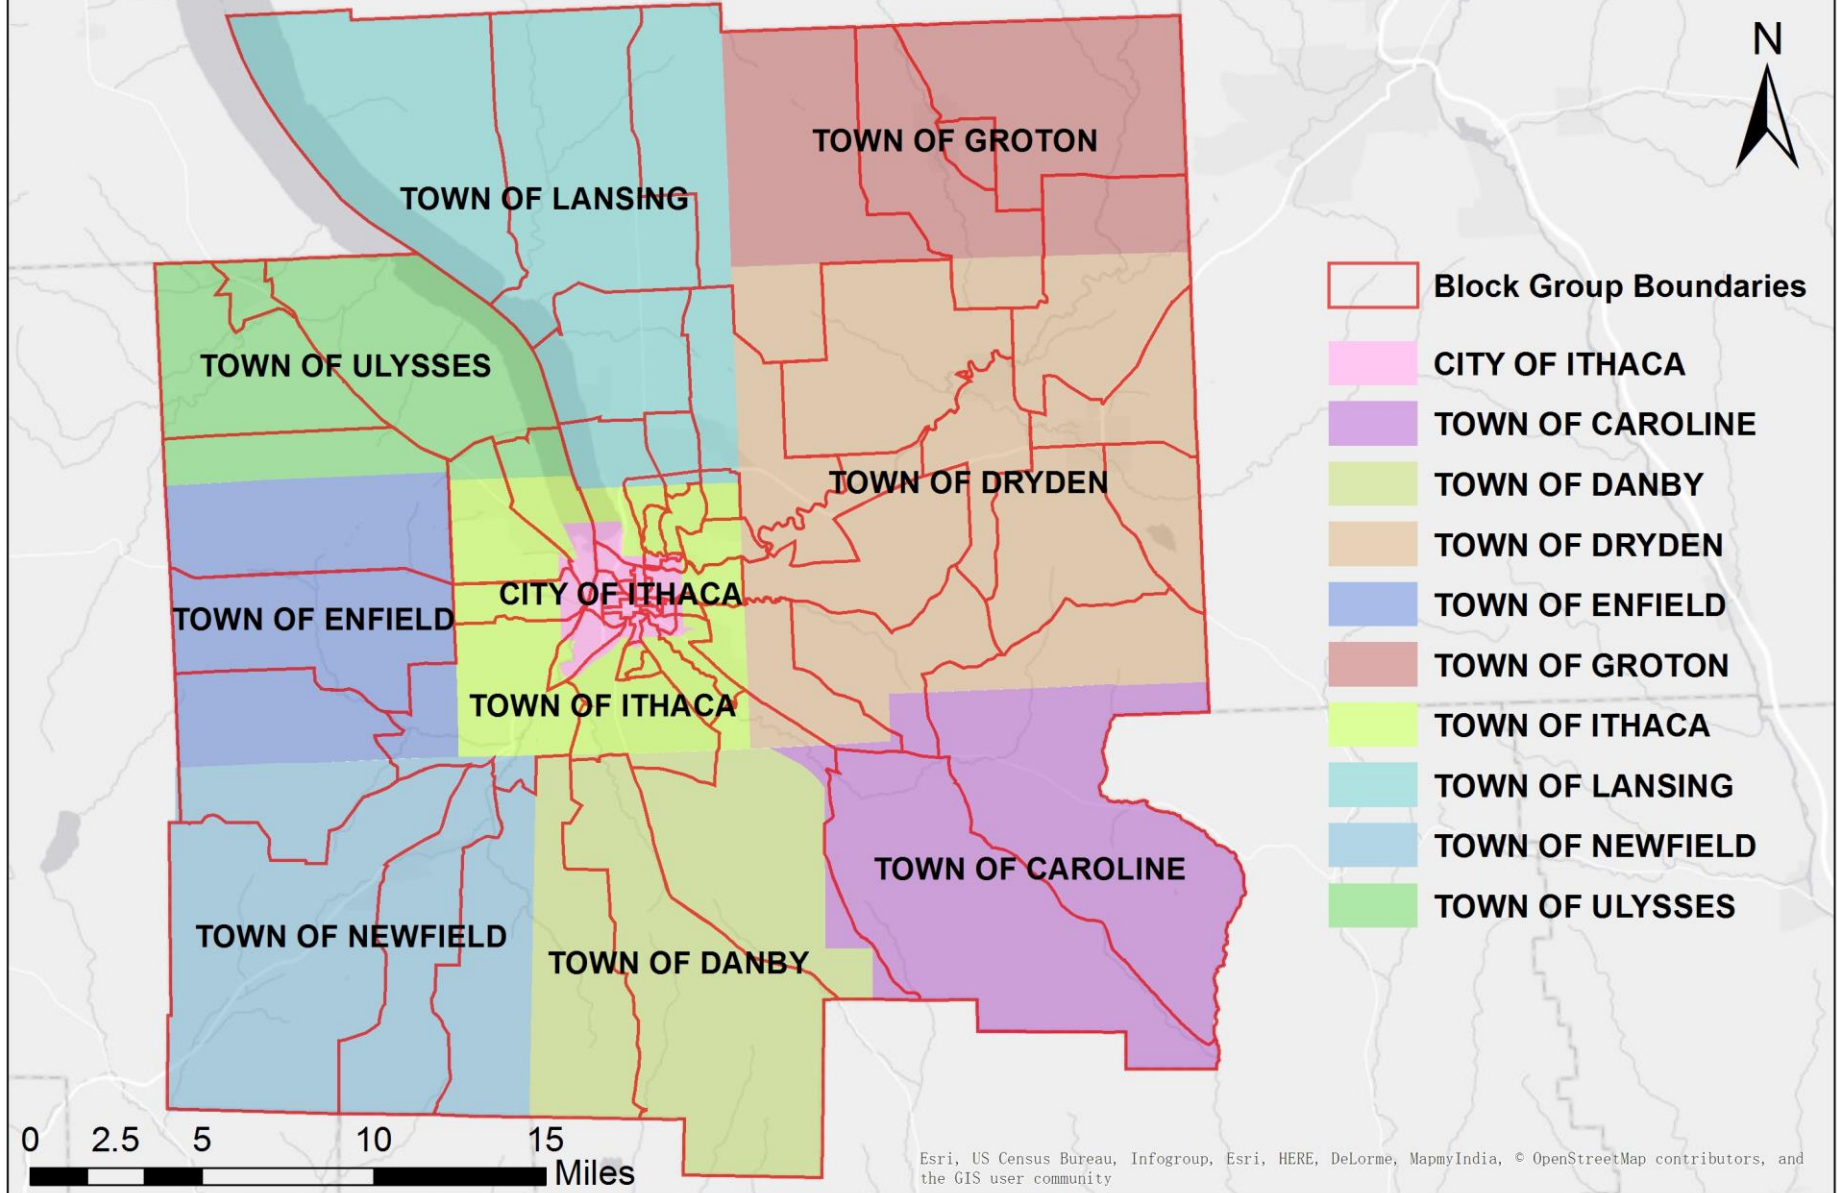 N
TOWN OF GROTON
TOWN OF LANSING
TOWN OF ULYSSES
TOWN OF DRYDEN
CITY OF ITHACA
TOWN OF ENFIELD
TOWN OF ITHACA
TOWN OF CAROLINE
TOWN OF NEWFIELD
TOWN OF DANBY
Block Group Boundaries
CITY OF ITHACA
TOWN OF CAROLINE
TOWN OF DANBY
TOWN OF DRYDEN
TOWN OF ENFIELD
TOWN OF GROTON
TOWN OF ITHACA
TOWN OF LANSING
TOWN OF NEWFIELD
TOWN OF ULYSSES
0 2.5 5 10 15
Miles
Esri, US Census Bureau, Infogroup, Esri, HERE, DeLorme, MapmyIndia, © OpenStreetMap contributors, and
the GIS user community